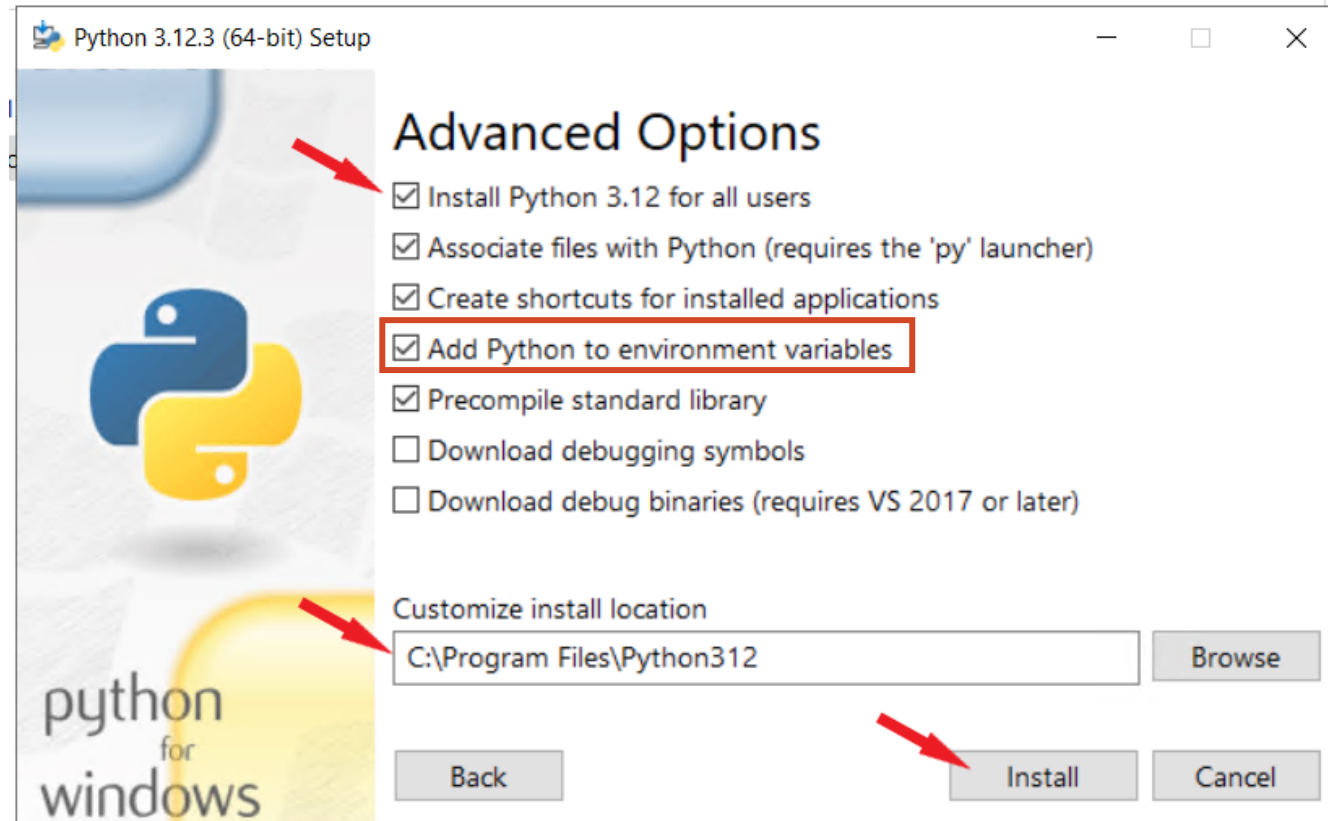 Python 3.12.3 (64-bit) Setup
Advanced Options
Install Python 3.12 for all users
Associate files with Python (requires the 'py' launcher)
Create shortcuts for installed applications
Add Python to environment variables
Precompile standard library
Download debugging symbols
Download debug binaries (requires VS 2017 or later)
Customize install location
C:\Program Files\Python312
Browse
python
for
windows
Back
Install
Cancel